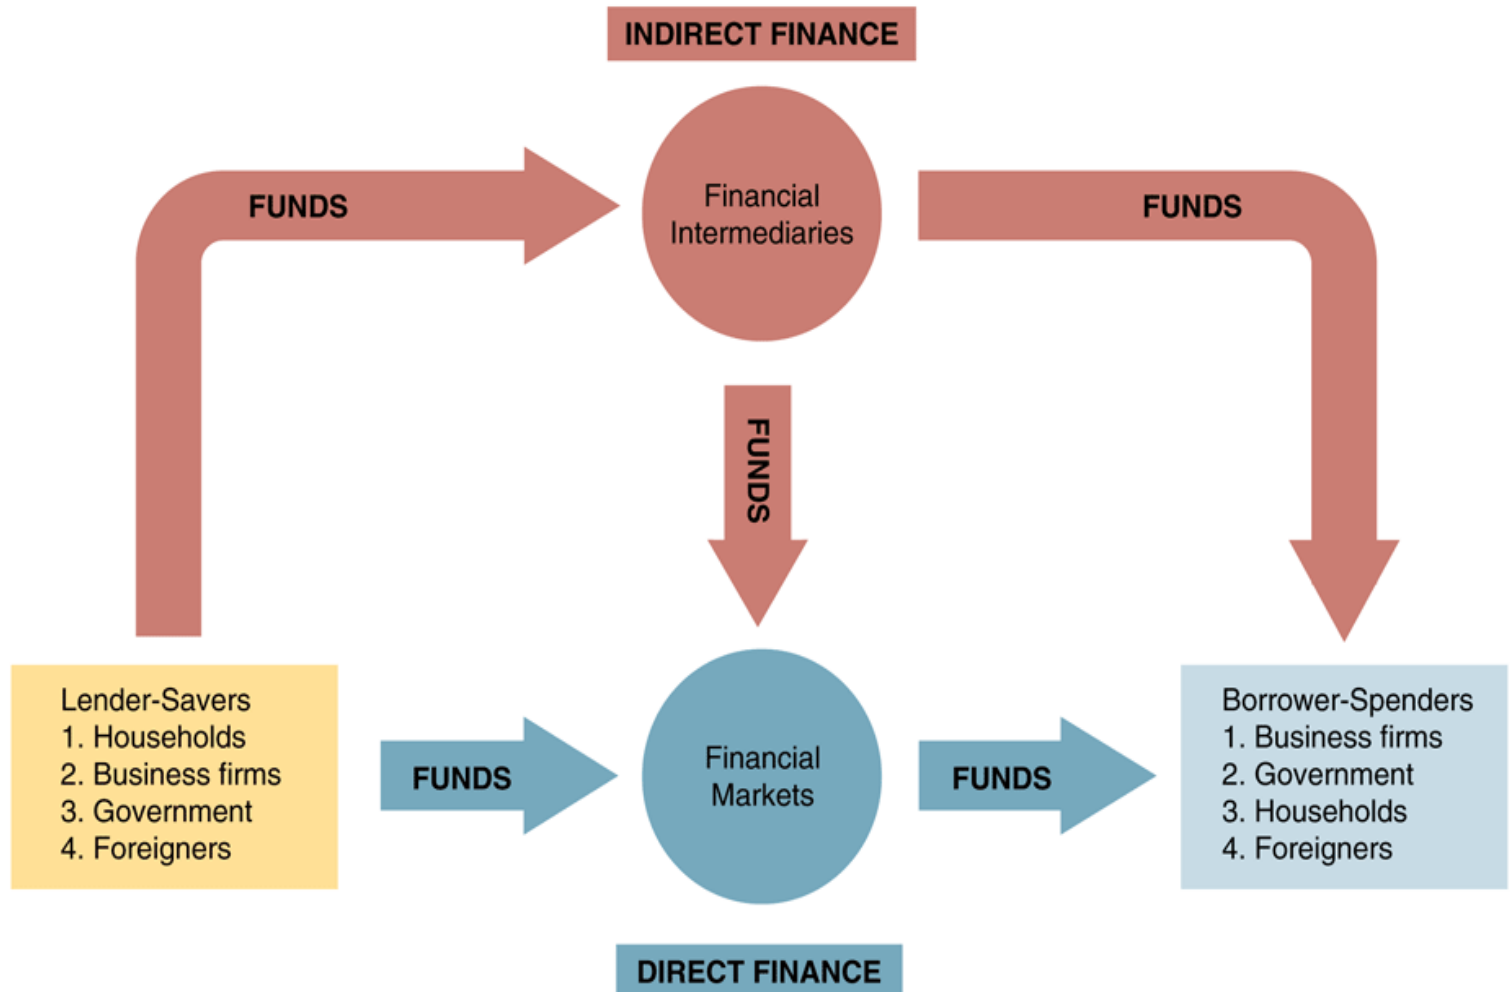 INDIRECT FINANCE
FUNDS
Financial
Intermediaries
FUNDS
FUNDS
Lender-Savers
1. Households
2. Business firms
3. Government
4. Foreigners
FUNDS
Financial
Markets
FUNDS
Borrower-Spenders
1. Business firms
2. Government
3. Households
4. Foreigners
DIRECT FINANCE